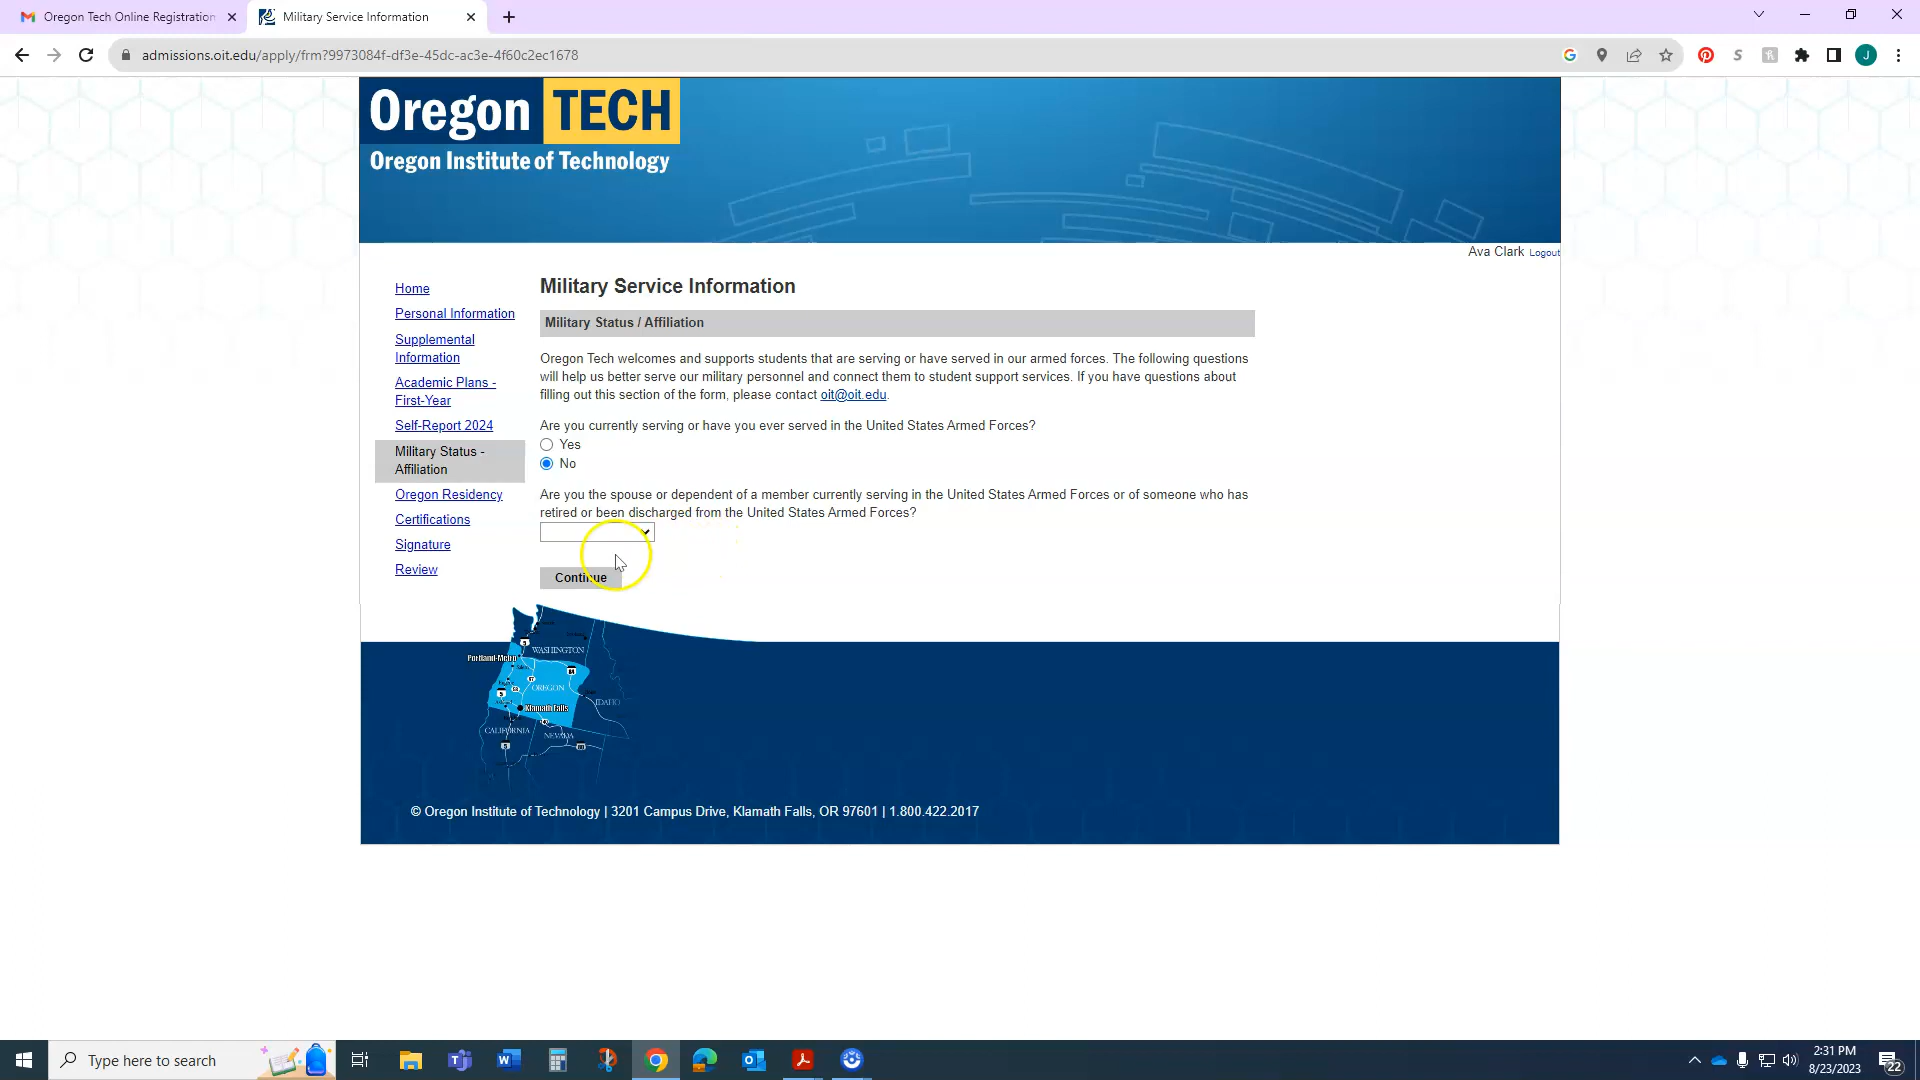 Oregon Tech Online Registration
Military Service Information
admissions.oit.edu/apply/frm?9973084f-df3e-45dc-ac3e-4f60c2ec1678
J
Oregon TECH
Oregon Institute of Technology
Ava Clark Logout
Home
Personal Information
Supplemental
Information
Academic Plans -
First-Year
Self-Report 2024
Military Status -
Affiliation
Oregon Residency
Certifications
Signature
Review
Military Service Information
Military Status / Affiliation
Oregon Tech welcomes and supports students that are serving or have served in our armed forces. The following questions
will help us better serve our military personnel and connect them to student support services. If you have questions about
filling out this section of the form, please contact oit@oit.edu.
Are you currently serving or have you ever served in the United States Armed Forces?
Yes
No
Are you the spouse or dependent of a member currently serving in the United States Armed Forces or of someone who has
retired or been discharged from the United States Armed Forces?
Continue
WASHINGTON
Portland-Metro
OREGON
IDAHO
Klamath Falls
CALIFORNIA
NEVADA
© Oregon Institute of Technology | 3201 Campus Drive, Klamath Falls, OR 97601 | 1.800.422.2017
Type here to search
2:31 PM
8/23/2023
22